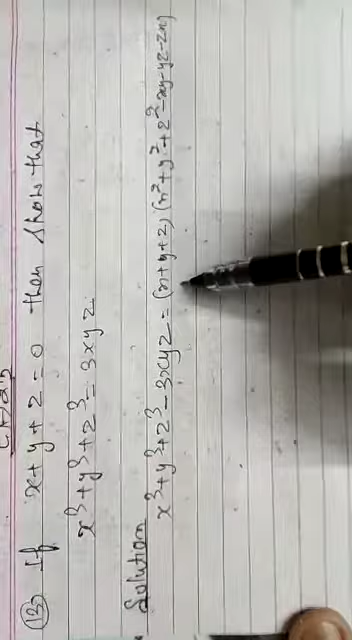 (13) If x+y+z=0 then show that
x³+y³+z³=3xyz.
Solution
x³+y³+z³-3xyz=(x+y+z)(x²+y²+z²-xy-yz-zx)